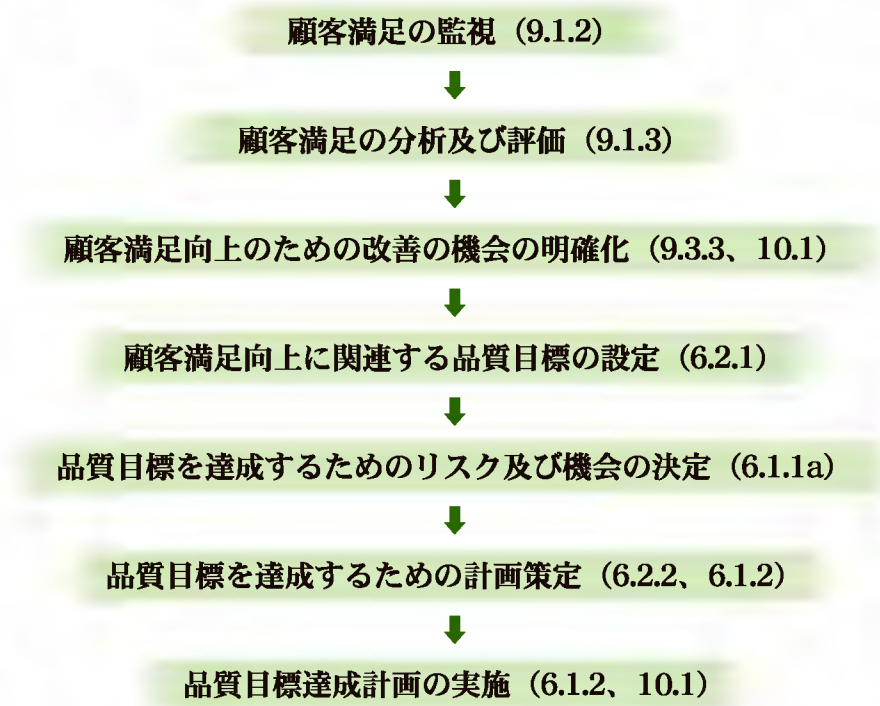 顧客満足の監視（9.1.2）
顧客満足の分析及び評価（9.1.3）
顧客満足向上のための改善の機会の明確化（9.3.3、10.1）
顧客満足向上に関連する品質目標の設定（6.2.1）
品質目標を達成するためのリスク及び機会の決定（6.1.1a）
品質目標を達成するための計画策定（6.2.2、6.1.2）
品質目標達成計画の実施（6.1.2、10.1）